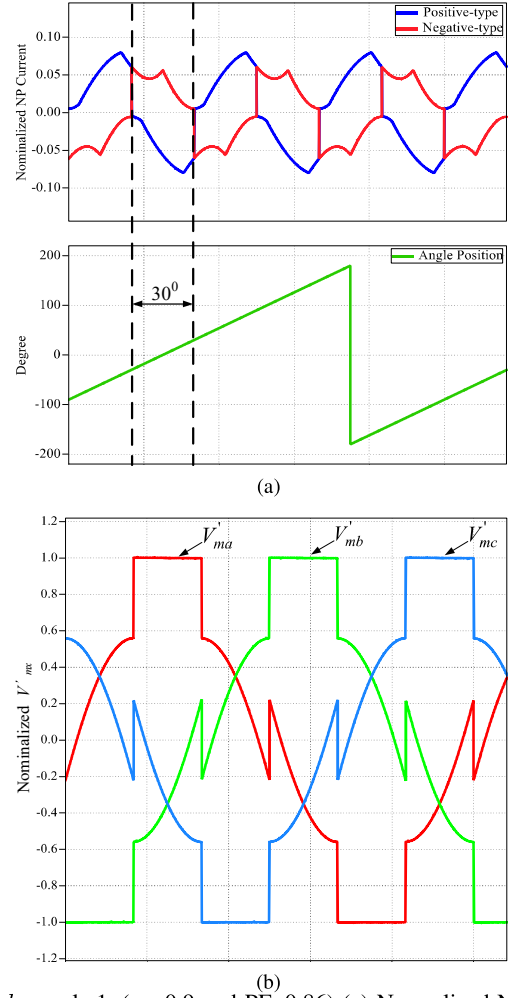 Positive-type
Negative-type
Nominalized NP Current
0.10
0.05
0.00
-0.05
-0.10
Angle Position
Degree
200
100
0
-100
-200
30⁰
(a)
V'ma
V'mb
V'mc
Nominalized V'mx
1.2
1.0
0.8
0.6
0.4
0.2
0.0
-0.2
-0.4
-0.6
-0.8
-1.0
-1.2
(b)